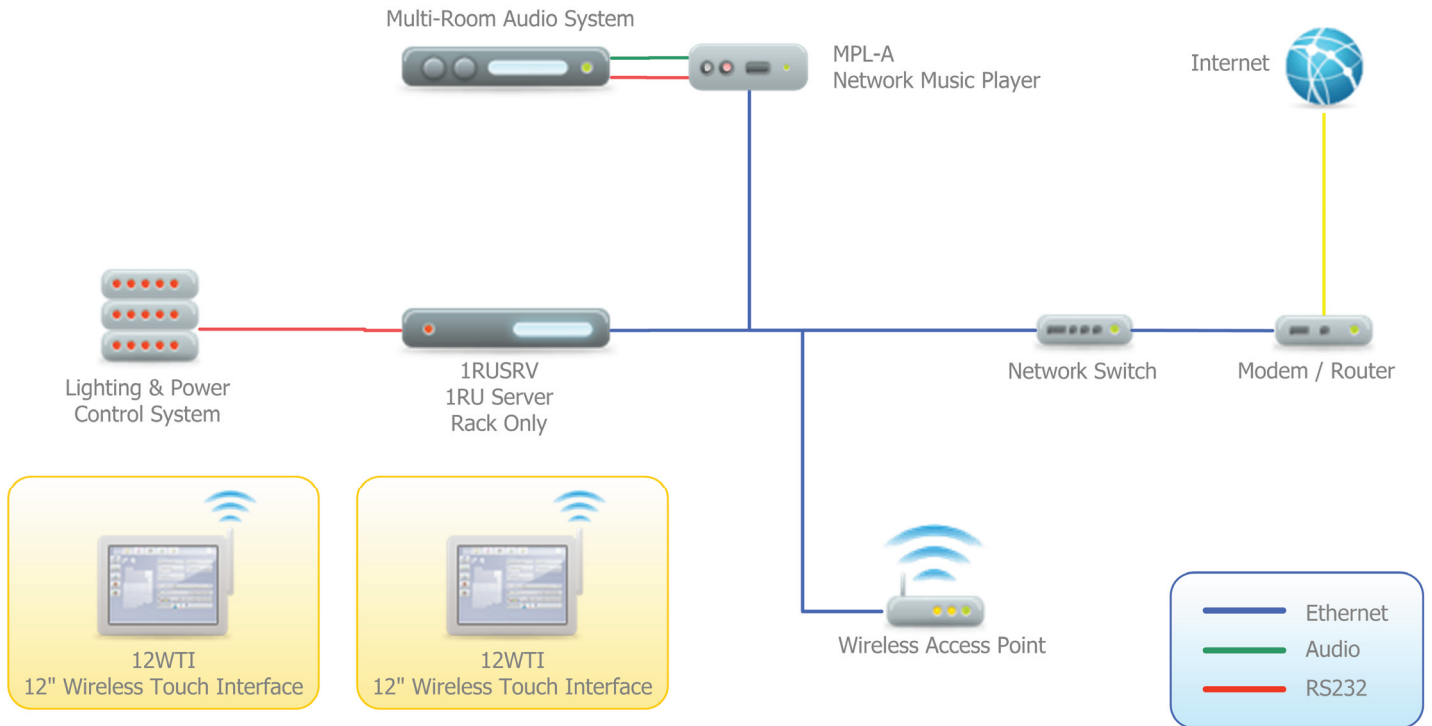 Multi-Room Audio System
MPL-A
Network Music Player
Internet
Lighting & Power
Control System
1RUSRV
1RU Server
Rack Only
Network Switch
Modem / Router
12WTI
12" Wireless Touch Interface
12WTI
12" Wireless Touch Interface
Wireless Access Point
Ethernet
Audio
RS232